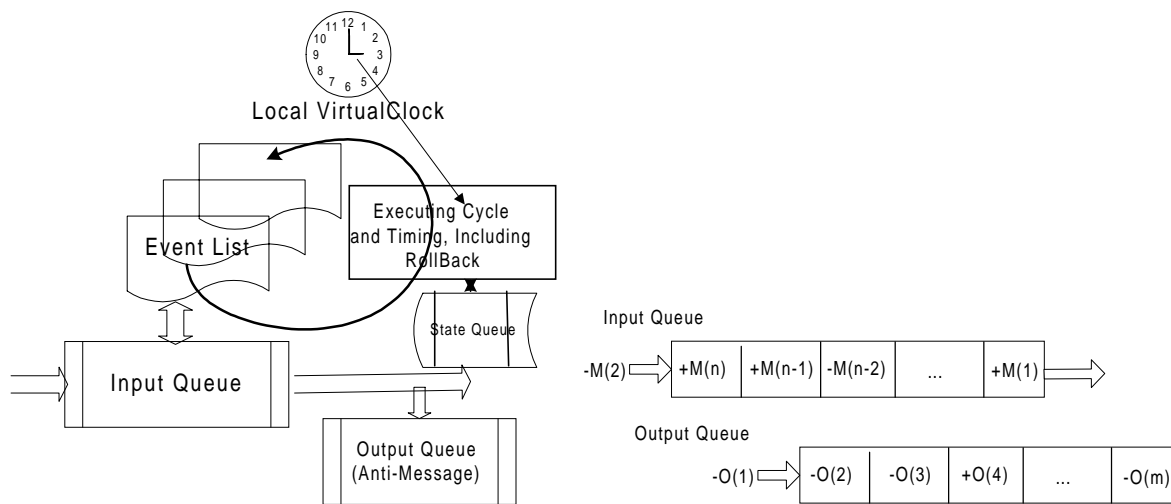 11 12 1
10 2
9 3
8 4
7 6 5
Local VirtualClock
Executing Cycle
and Timing, Including
RollBack
Event List
State Queue
Input Queue
Output Queue
(Anti-Message)
Input Queue
-M(2) +M(n) +M(n-1) -M(n-2) ... +M(1)
Output Queue
-O(1) -O(2) -O(3) +O(4) ... -O(m)